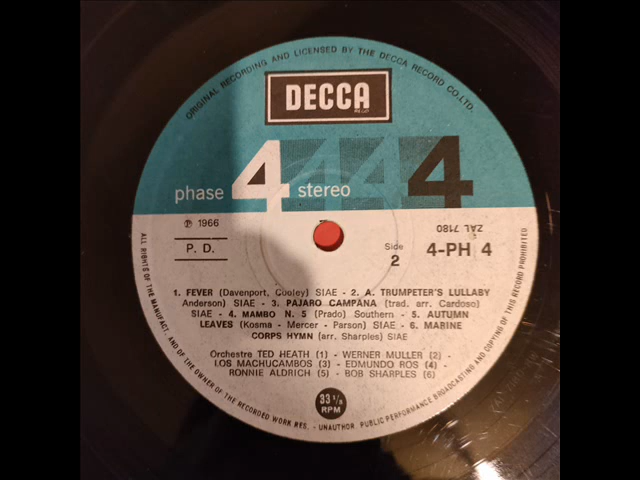 ORIGINAL RECORDING AND LICENSED BY THE DECCA RECORD CO. LTD.
DECCA
phase 4 stereo 4 4 4
℗ 1966
P. D.
ZAL 7180
Side
2
4-PH 4
1. FEVER (Davenport, Cooley) SIAE - 2. A. TRUMPETER'S LULLABY
Anderson) SIAE - 3. PAJARO CAMPANA (trad. arr. Cardoso)
SIAE - 4. MAMBO N. 5 (Prado) Southern - 5. AUTUMN
LEAVES (Kosma - Mercer - Parson) SIAE - 6. MARINE
CORPS HYMN (arr. Sharples) SIAE
Orchestre TED HEATH (1) - WERNER MULLER (2) -
LOS MACHUCAMBOS (3) - EDMUNDO ROS (4) -
RONNIE ALDRICH (5) - BOB SHARPLES (6]
33 1/3
RPM
ALL RIGHTS OF THE MANUFACT. AND OF THE OWNER OF THE RECORDED WORK RES. - UNAUTHOR. PUBLIC PERFORMANCE BROADCASTING AND COPYING OF THIS RECORD PROHIBITED.